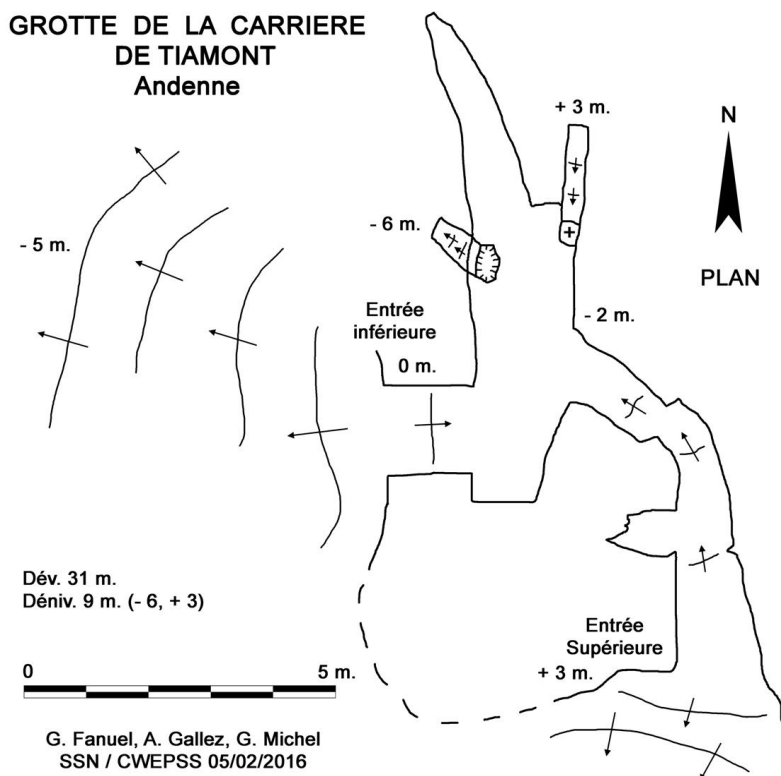 GROTTE DE LA CARRIERE
DE TIAMONT
Andenne
+ 3 m.
N
- 6 m.
- 5 m.
PLAN
- 2 m.
Entrée
inférieure
0 m.
Dév. 31 m.
Déniv. 9 m. (- 6, + 3)
Entrée
Supérieure
+ 3 m.
0 5 m.
G. Fanuel, A. Gallez, G. Michel
SSN / CWEPSS 05/02/2016